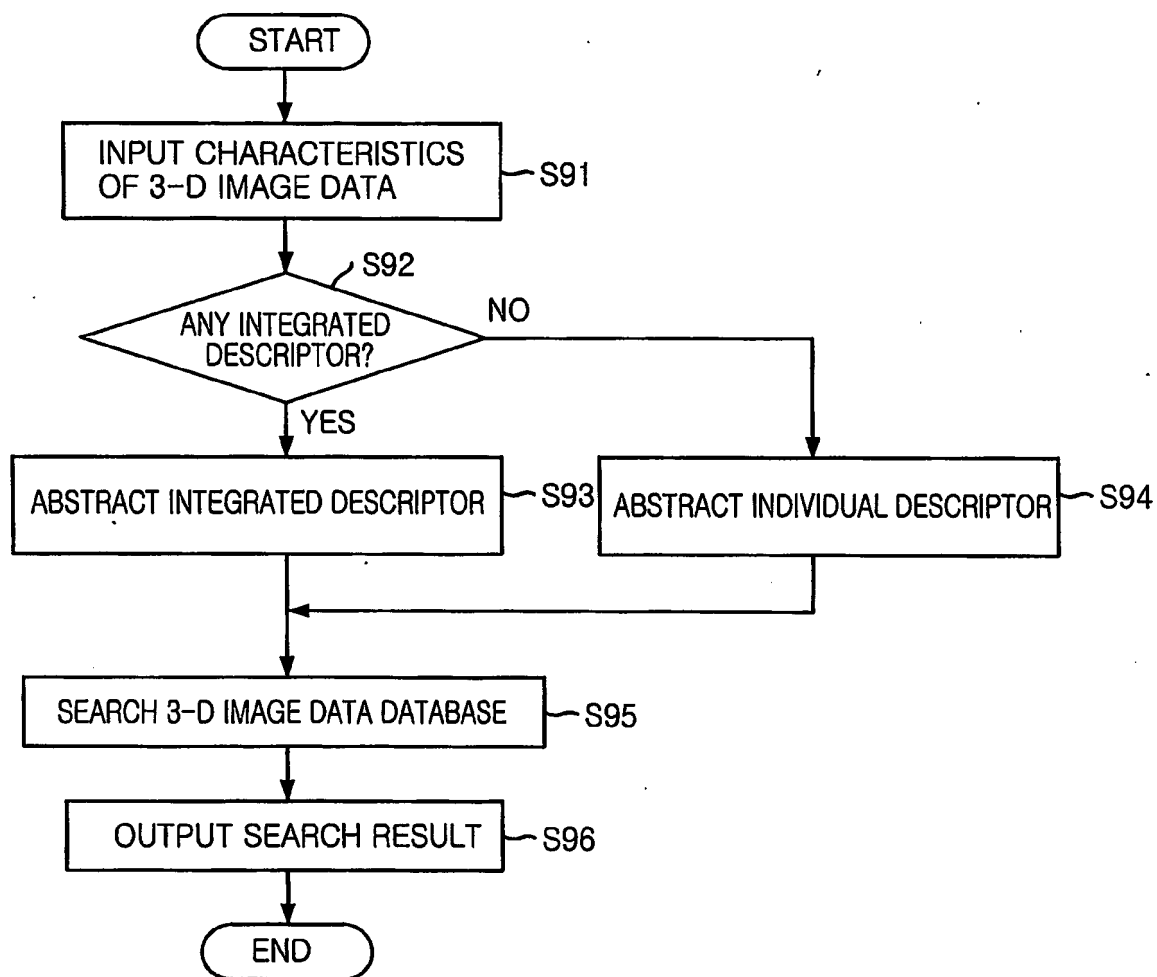 START
INPUT CHARACTERISTICS
OF 3-D IMAGE DATA
S91
S92
ANY INTEGRATED
DESCRIPTOR?
NO
YES
ABSTRACT INTEGRATED DESCRIPTOR
S93
ABSTRACT INDIVIDUAL DESCRIPTOR
S94
SEARCH 3-D IMAGE DATA DATABASE
S95
OUTPUT SEARCH RESULT
S96
END